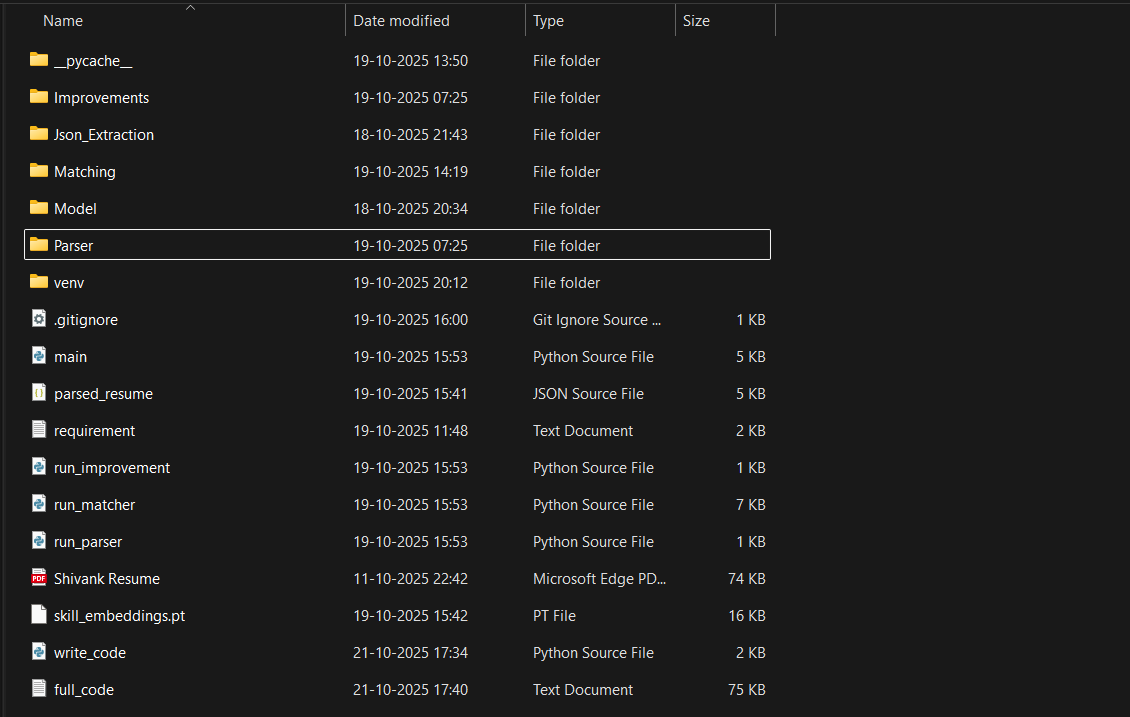 Name Date modified Type Size
__pycache__ 19-10-2025 13:50 File folder
Improvements 19-10-2025 07:25 File folder
Json_Extraction 18-10-2025 21:43 File folder
Matching 19-10-2025 14:19 File folder
Model 18-10-2025 20:34 File folder
Parser 19-10-2025 07:25 File folder
venv 19-10-2025 20:12 File folder
.gitignore 19-10-2025 16:00 Git Ignore Source ... 1 KB
main 19-10-2025 15:53 Python Source File 5 KB
parsed_resume 19-10-2025 15:41 JSON Source File 5 KB
requirement 19-10-2025 11:48 Text Document 2 KB
run_improvement 19-10-2025 15:53 Python Source File 1 KB
run_matcher 19-10-2025 15:53 Python Source File 7 KB
run_parser 19-10-2025 15:53 Python Source File 1 KB
PDF Shivank Resume 11-10-2025 22:42 Microsoft Edge PD... 74 KB
skill_embeddings.pt 19-10-2025 15:42 PT File 16 KB
write_code 21-10-2025 17:34 Python Source File 2 KB
full_code 21-10-2025 17:40 Text Document 75 KB